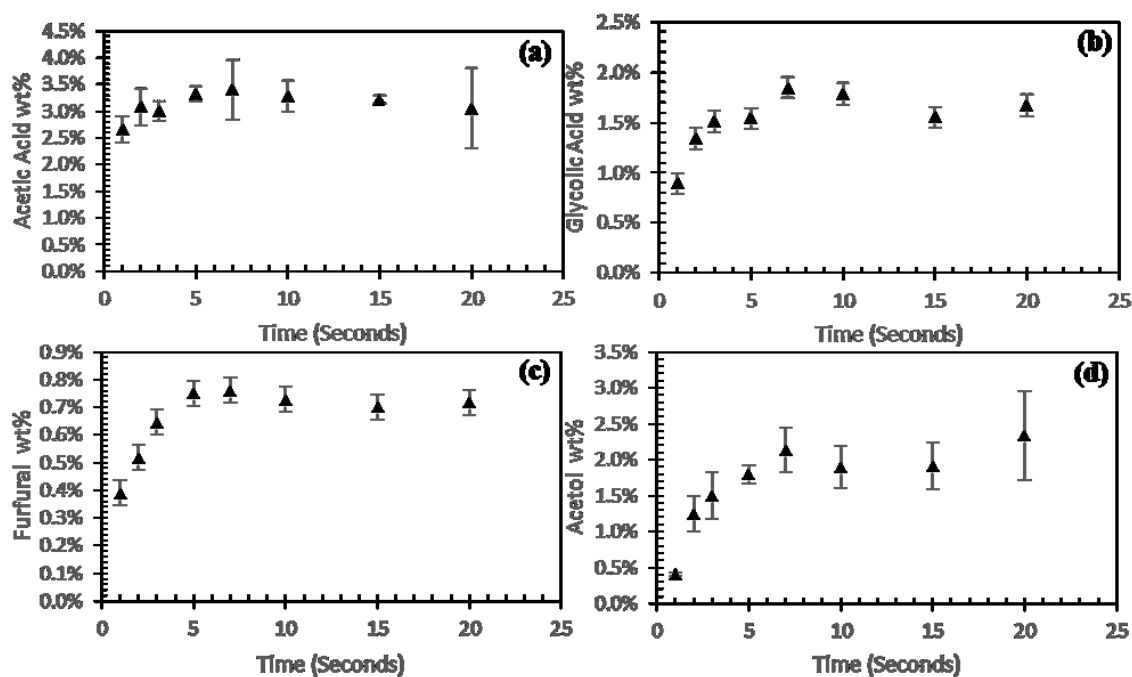 (a)
Acetic Acid wt%
4.5%
4.0%
3.5%
3.0%
2.5%
2.0%
1.5%
1.0%
0.5%
0.0%
0 5 10 15 20 25
Time (Seconds)
(b)
Glycolic Acid wt%
2.5%
2.0%
1.5%
1.0%
0.5%
0.0%
0 5 10 15 20 25
Time (Seconds)
(c)
Furfural wt%
0.9%
0.8%
0.7%
0.6%
0.5%
0.4%
0.3%
0.2%
0.1%
0.0%
0 5 10 15 20 25
Time (Seconds)
(d)
Acetol wt%
3.5%
3.0%
2.5%
2.0%
1.5%
1.0%
0.5%
0.0%
0 5 10 15 20 25
Time (Seconds)